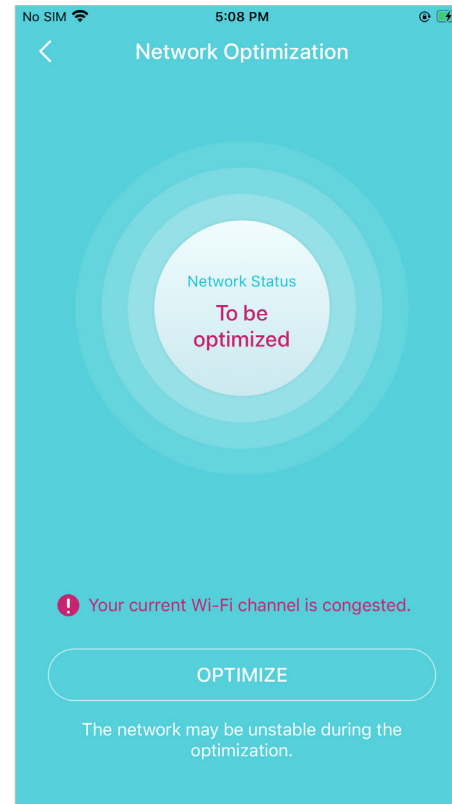 No SIM 5:08 PM
Network Optimization
Network Status
To be
optimized
Your current Wi-Fi channel is congested.
OPTIMIZE
The network may be unstable during the
optimization.